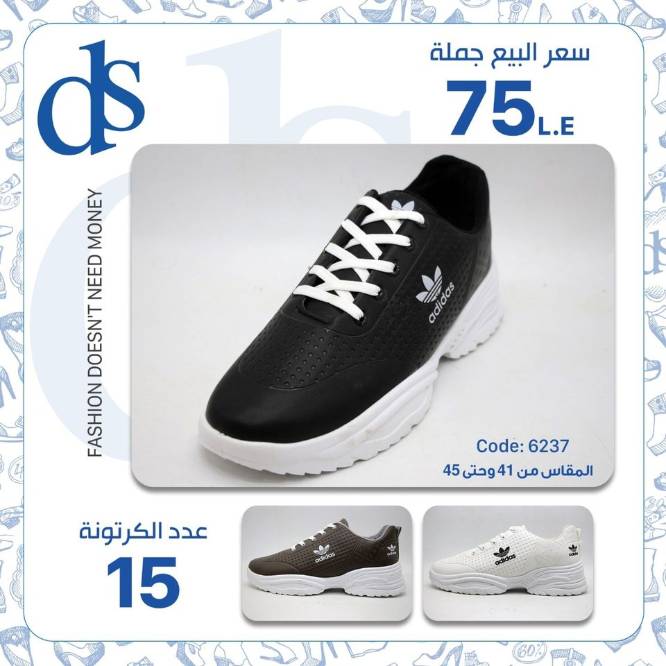 ds
سعر البيع جملة
75L.E
FASHION DOESN'T NEED MONEY
adidas
Code: 6237
المقاس من 41 وحتى 45
عدد الكرتونة
15
adidas
adidas
60%